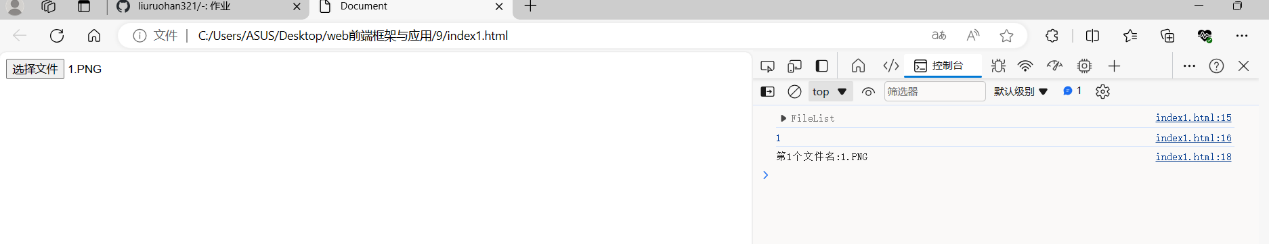 liuruohan321/-: 作业
Document
文件 C:/Users/ASUS/Desktop/web前端框架与应用/9/index1.html
选择文件 1.PNG
控制台
top 筛选器 默认级别 1
FileList index1.html:15
1 index1.html:16
第1个文件名:1.PNG index1.html:18